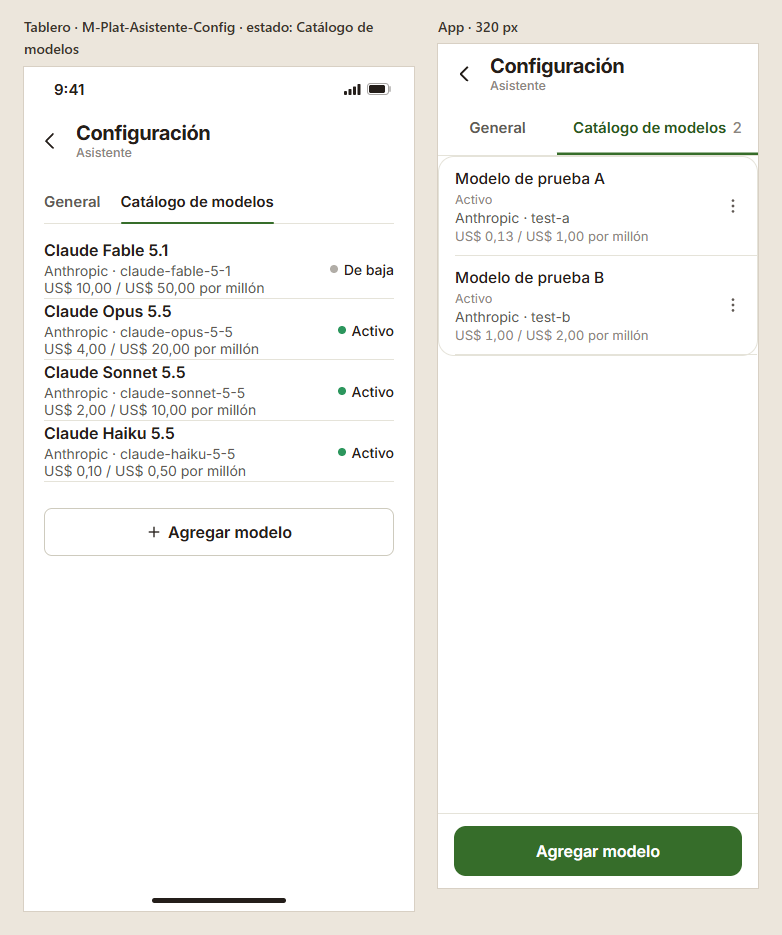 Tablero · M-Plat-Asistente-Config · estado: Catálogo de
modelos
9:41
Configuración
Asistente
General
Catálogo de modelos
Claude Fable 5.1
Anthropic · claude-fable-5-1
US$ 10,00 / US$ 50,00 por millón
De baja
Claude Opus 5.5
Anthropic · claude-opus-5-5
US$ 4,00 / US$ 20,00 por millón
Activo
Claude Sonnet 5.5
Anthropic · claude-sonnet-5-5
US$ 2,00 / US$ 10,00 por millón
Activo
Claude Haiku 5.5
Anthropic · claude-haiku-5-5
US$ 0,10 / US$ 0,50 por millón
Activo
+ Agregar modelo
App · 320 px
Configuración
Asistente
General
Catálogo de modelos 2
Modelo de prueba A
Activo
Anthropic · test-a
US$ 0,13 / US$ 1,00 por millón
Modelo de prueba B
Activo
Anthropic · test-b
US$ 1,00 / US$ 2,00 por millón
Agregar modelo